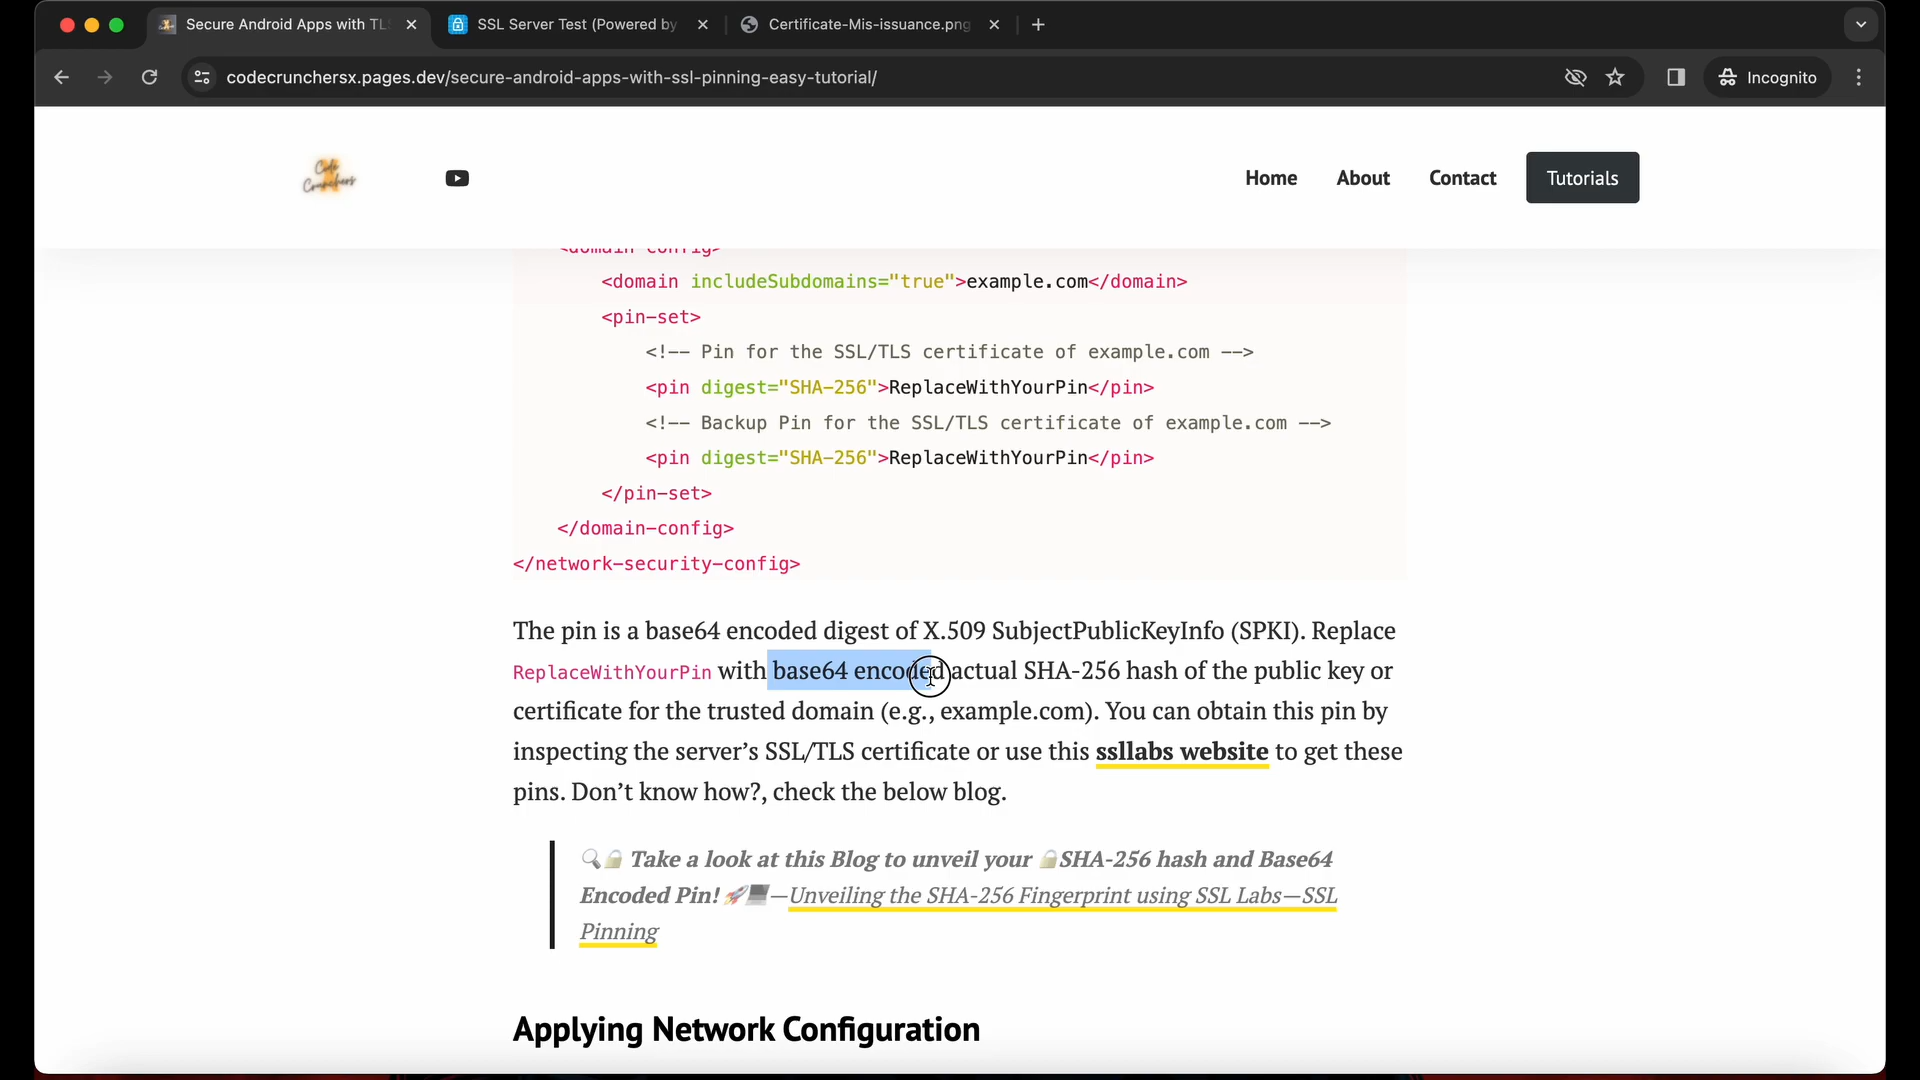 Secure Android Apps with TLS
SSL Server Test (Powered by
Certificate-Mis-issuance.png
codecrunchersx.pages.dev/secure-android-apps-with-ssl-pinning-easy-tutorial/
Incognito
Code
Crunchers
Home
About
Contact
Tutorials
<domain-config>
<domain includeSubdomains="true">example.com</domain>
<pin-set>
<!-- Pin for the SSL/TLS certificate of example.com -->
<pin digest="SHA-256">ReplaceWithYourPin</pin>
<!-- Backup Pin for the SSL/TLS certificate of example.com -->
<pin digest="SHA-256">ReplaceWithYourPin</pin>
</pin-set>
</domain-config>
</network-security-config>
The pin is a base64 encoded digest of X.509 SubjectPublicKeyInfo (SPKI). Replace
ReplaceWithYourPin with base64 encoded actual SHA-256 hash of the public key or
certificate for the trusted domain (e.g., example.com). You can obtain this pin by
inspecting the server’s SSL/TLS certificate or use this ssllabs website to get these
pins. Don’t know how?, check the below blog.
🔍🔒 Take a look at this Blog to unveil your 🔒SHA-256 hash and Base64
Encoded Pin! 🚀💻—Unveiling the SHA-256 Fingerprint using SSL Labs—SSL
Pinning
Applying Network Configuration